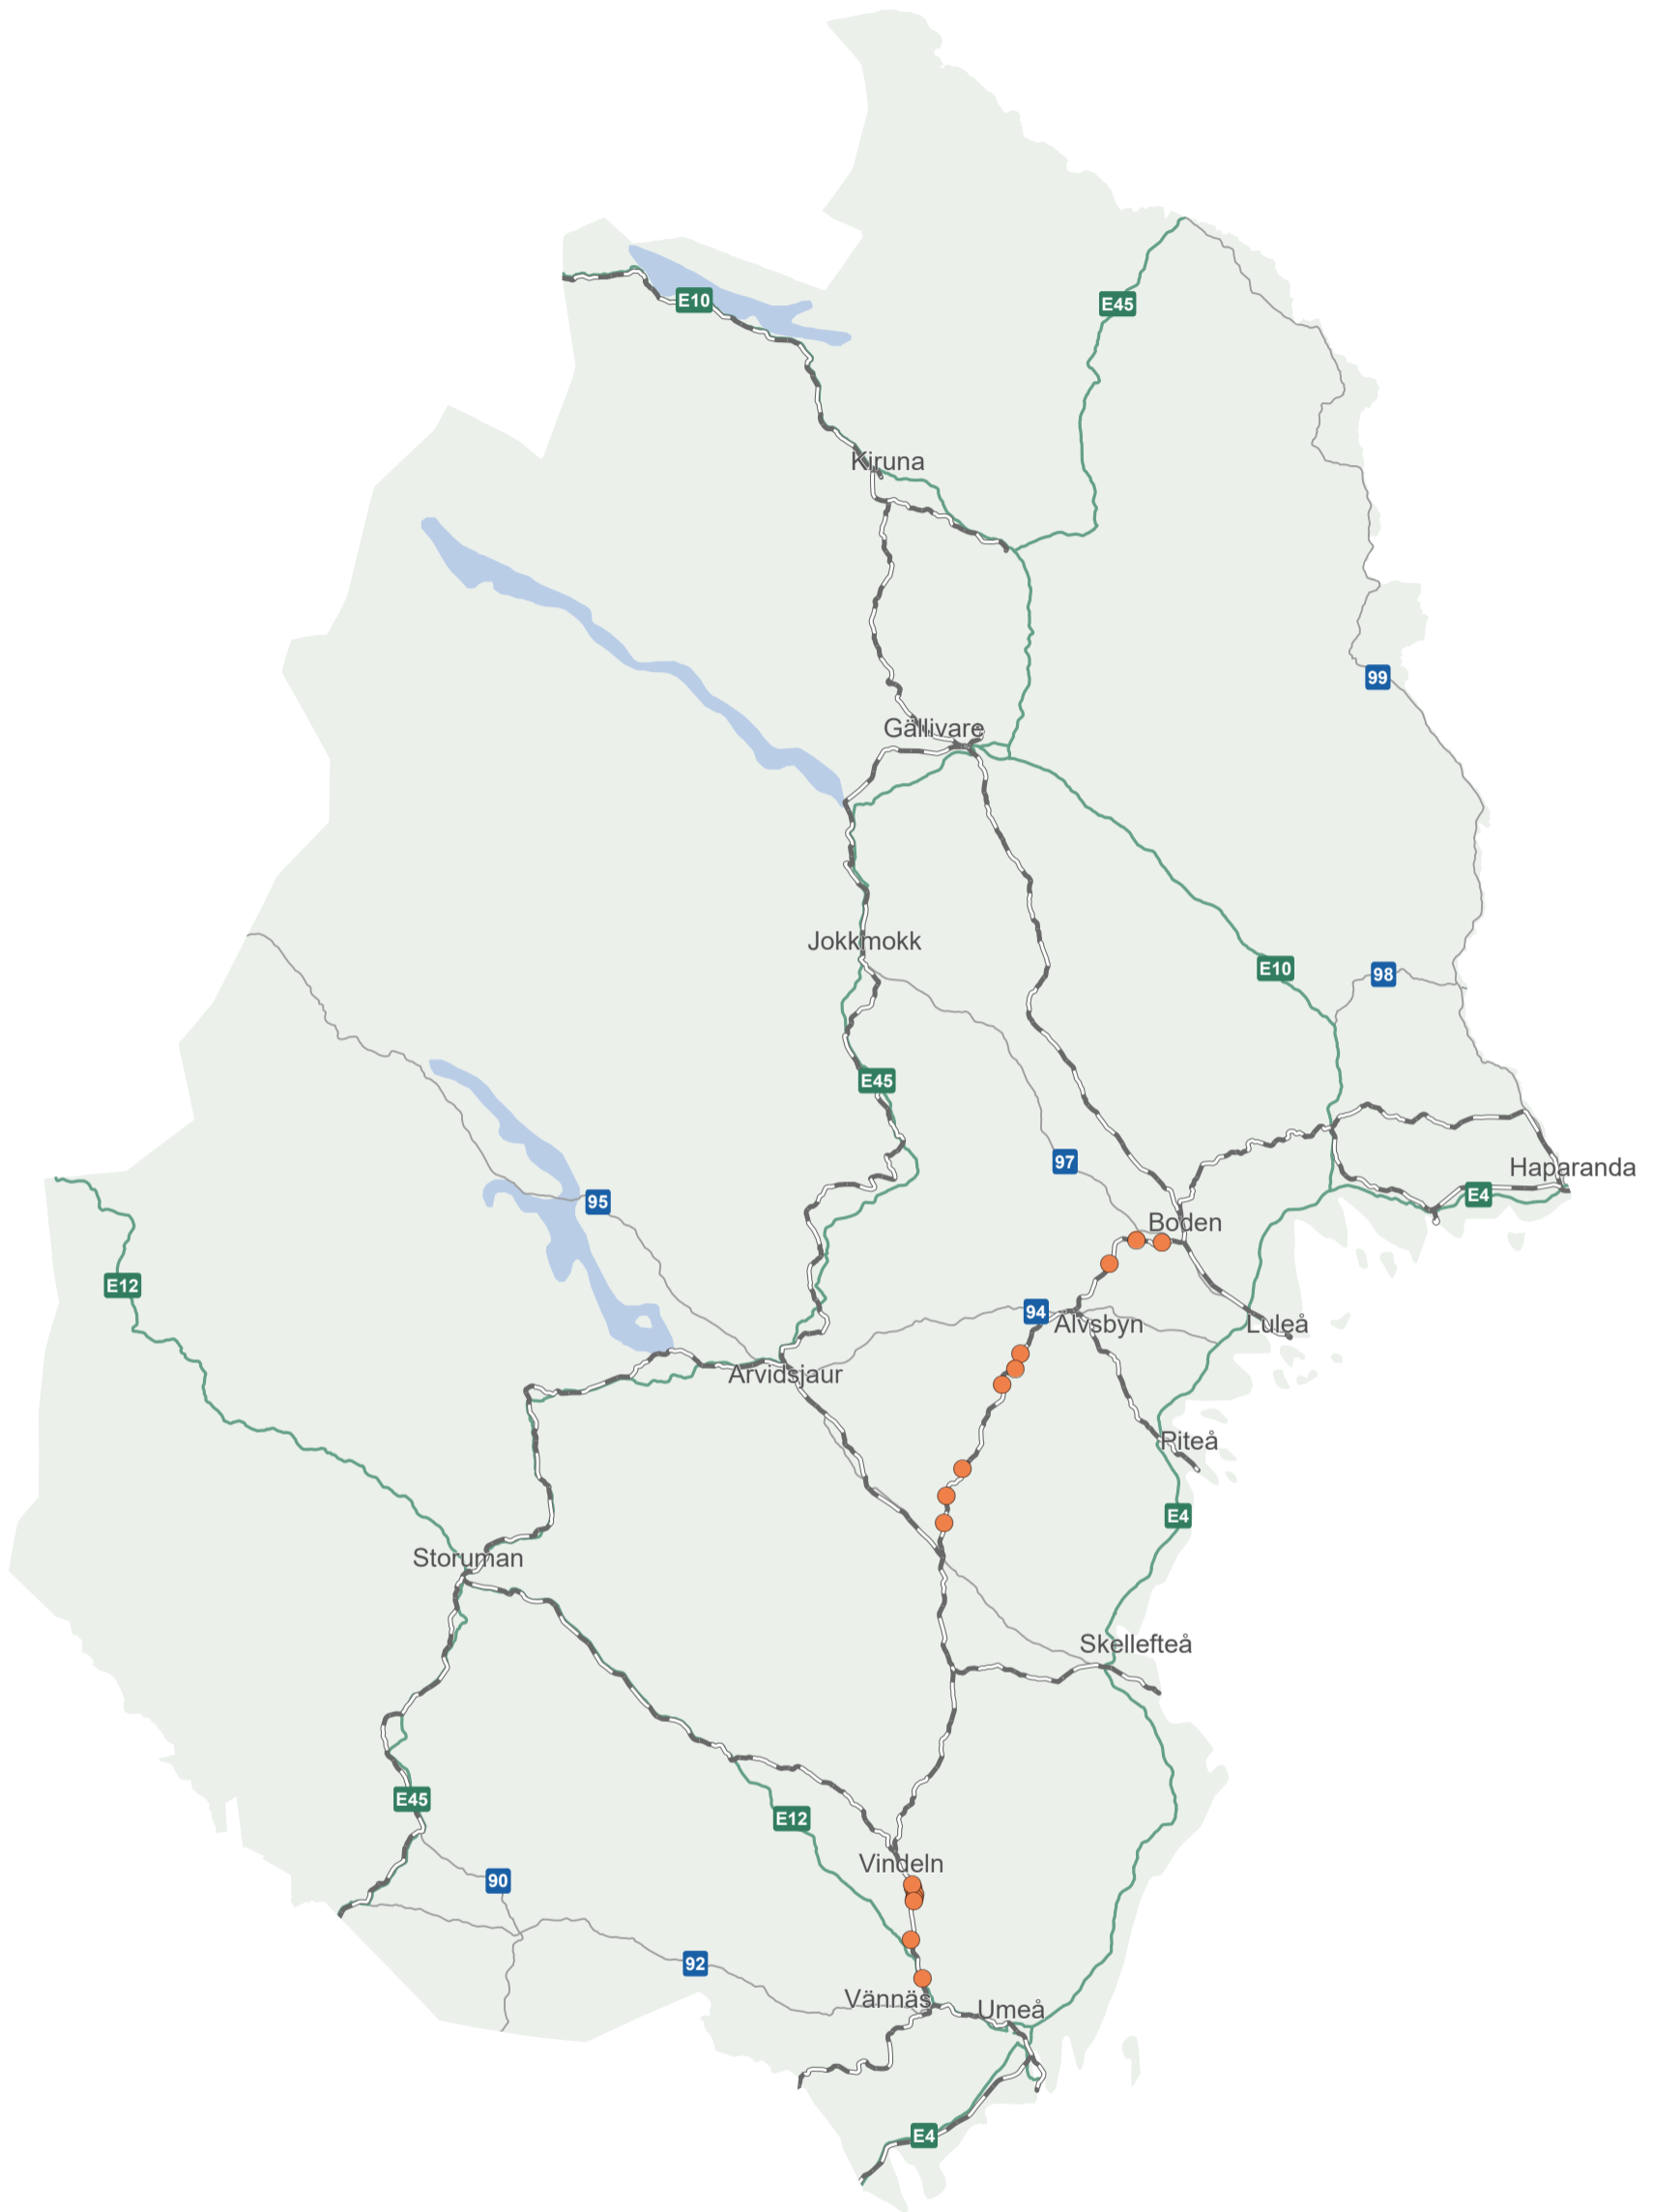 E10
E45
Kiruna
99
Gällivare
Jokkmokk
E10
98
E45
97
Haparanda
E4
95
Boden
E12
94
Älvsbyn
Luleå
Arvidsjaur
Piteå
E4
Storuman
Skellefteå
E45
E12
Vindeln
90
92
Vännäs
Umeå
E4